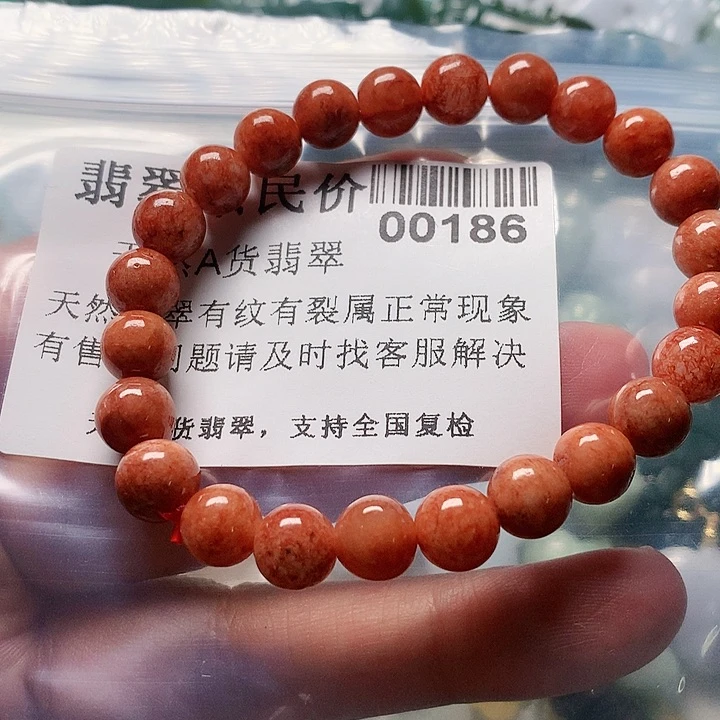 翡翠 民价
00186
A货翡翠
天然 翠有纹有裂属正常现象
有售 问题请及时找客服解决
货翡翠，支持全国复检